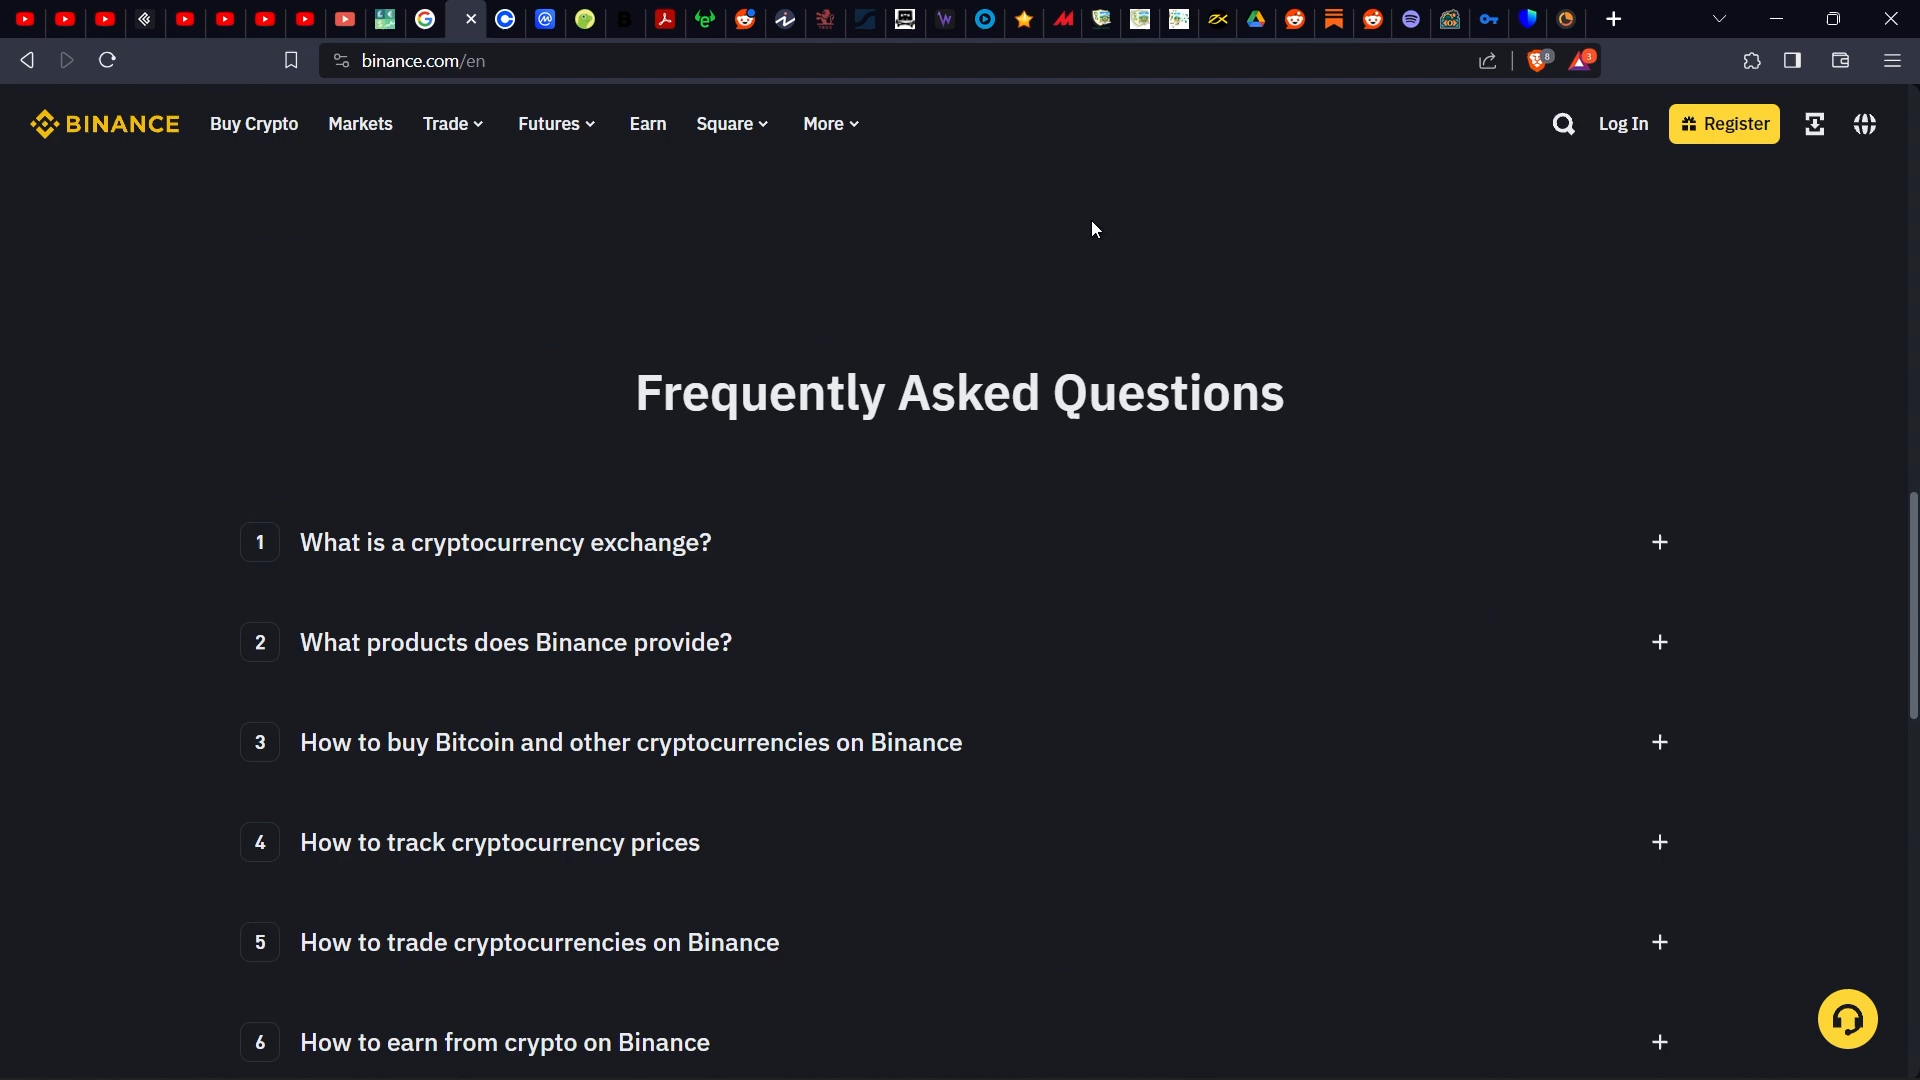 binance.com/en
8
3
BINANCE
Buy Crypto
Markets
Trade
Futures
Earn
Square
More
Log In
Register
Frequently Asked Questions
1 What is a cryptocurrency exchange?
2 What products does Binance provide?
3 How to buy Bitcoin and other cryptocurrencies on Binance
4 How to track cryptocurrency prices
5 How to trade cryptocurrencies on Binance
6 How to earn from crypto on Binance